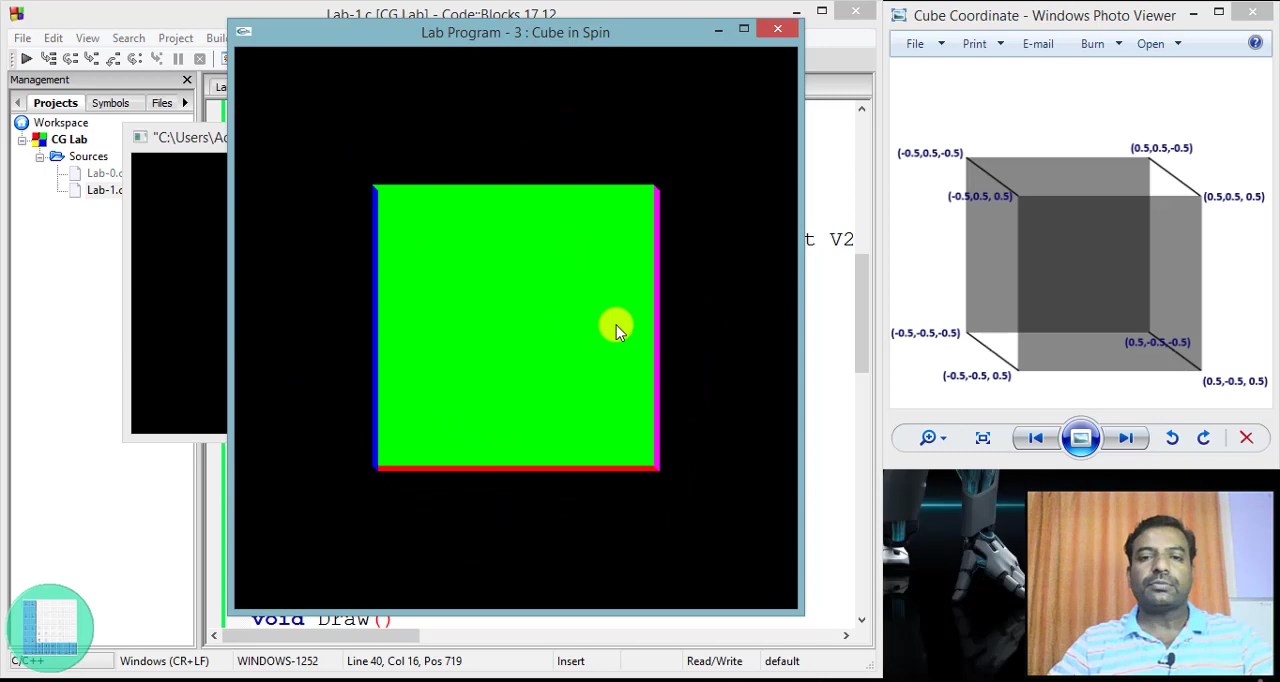 Lab-1.c [CG Lab] - Code::Blocks 17.12
File Edit View Search Project
Management
Projects Symbols Files
Workspace
CG Lab
Sources
Lab-0.c
Lab-1.c
Lab Program - 3 : Cube in Spin
"C:\Users\
t V2
void Draw()
C/C++ Windows (CR+LF) WINDOWS-1252 Line 40, Col 16, Pos 719 Insert Read/Write default
Cube Coordinate - Windows Photo Viewer
File Print E-mail Burn Open
(-0.5,0.5,-0.5)
(0.5,0.5,-0.5)
(-0.5,0.5, 0.5)
(0.5,0.5, 0.5)
(-0.5,-0.5,-0.5)
(0.5,-0.5,-0.5)
(-0.5,-0.5, 0.5)
(0.5,-0.5, 0.5)